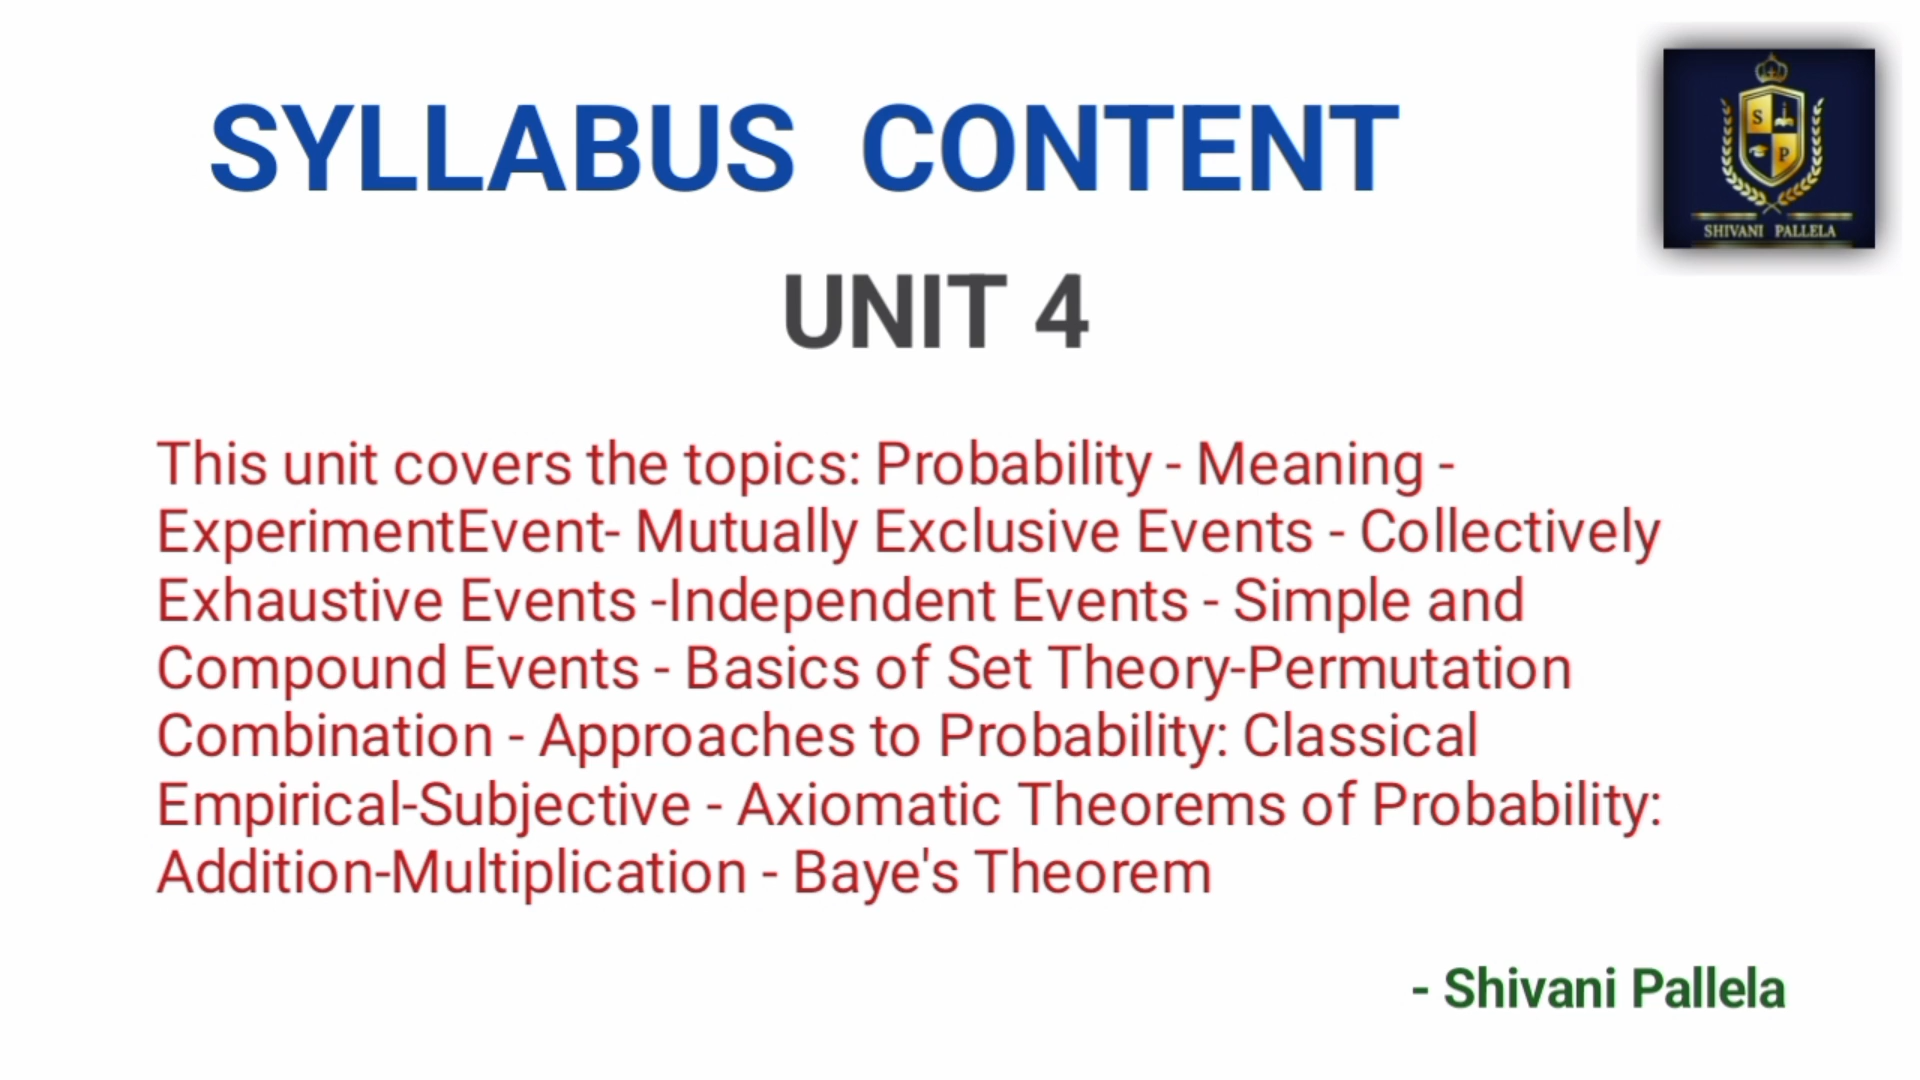 SYLLABUS CONTENT
S
P
SHIVANI PALLELA
UNIT 4
This unit covers the topics: Probability - Meaning -
ExperimentEvent- Mutually Exclusive Events - Collectively
Exhaustive Events -Independent Events - Simple and
Compound Events - Basics of Set Theory-Permutation
Combination - Approaches to Probability: Classical
Empirical-Subjective - Axiomatic Theorems of Probability:
Addition-Multiplication - Baye's Theorem
- Shivani Pallela